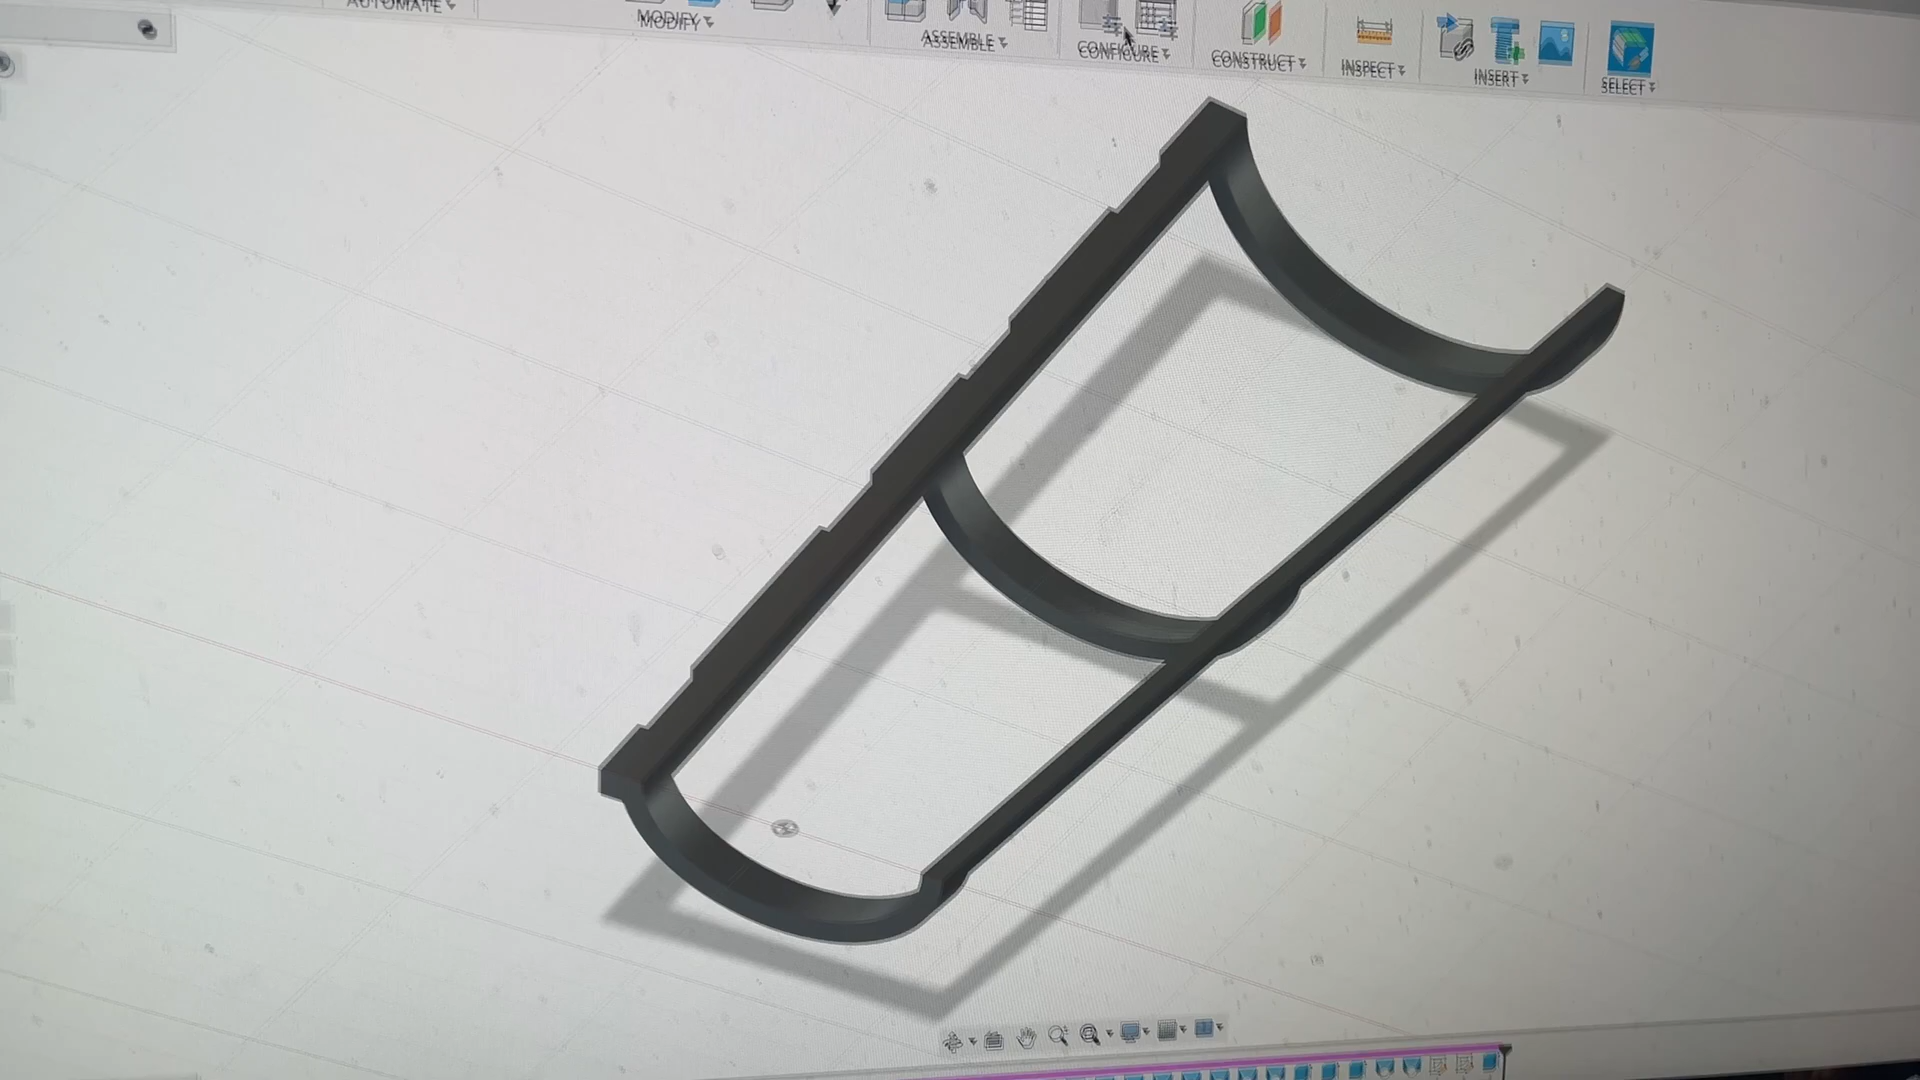 AUTOMATE
MODIFY
ASSEMBLE
CONFIGURE
CONSTRUCT
INSPECT
INSERT
SELECT